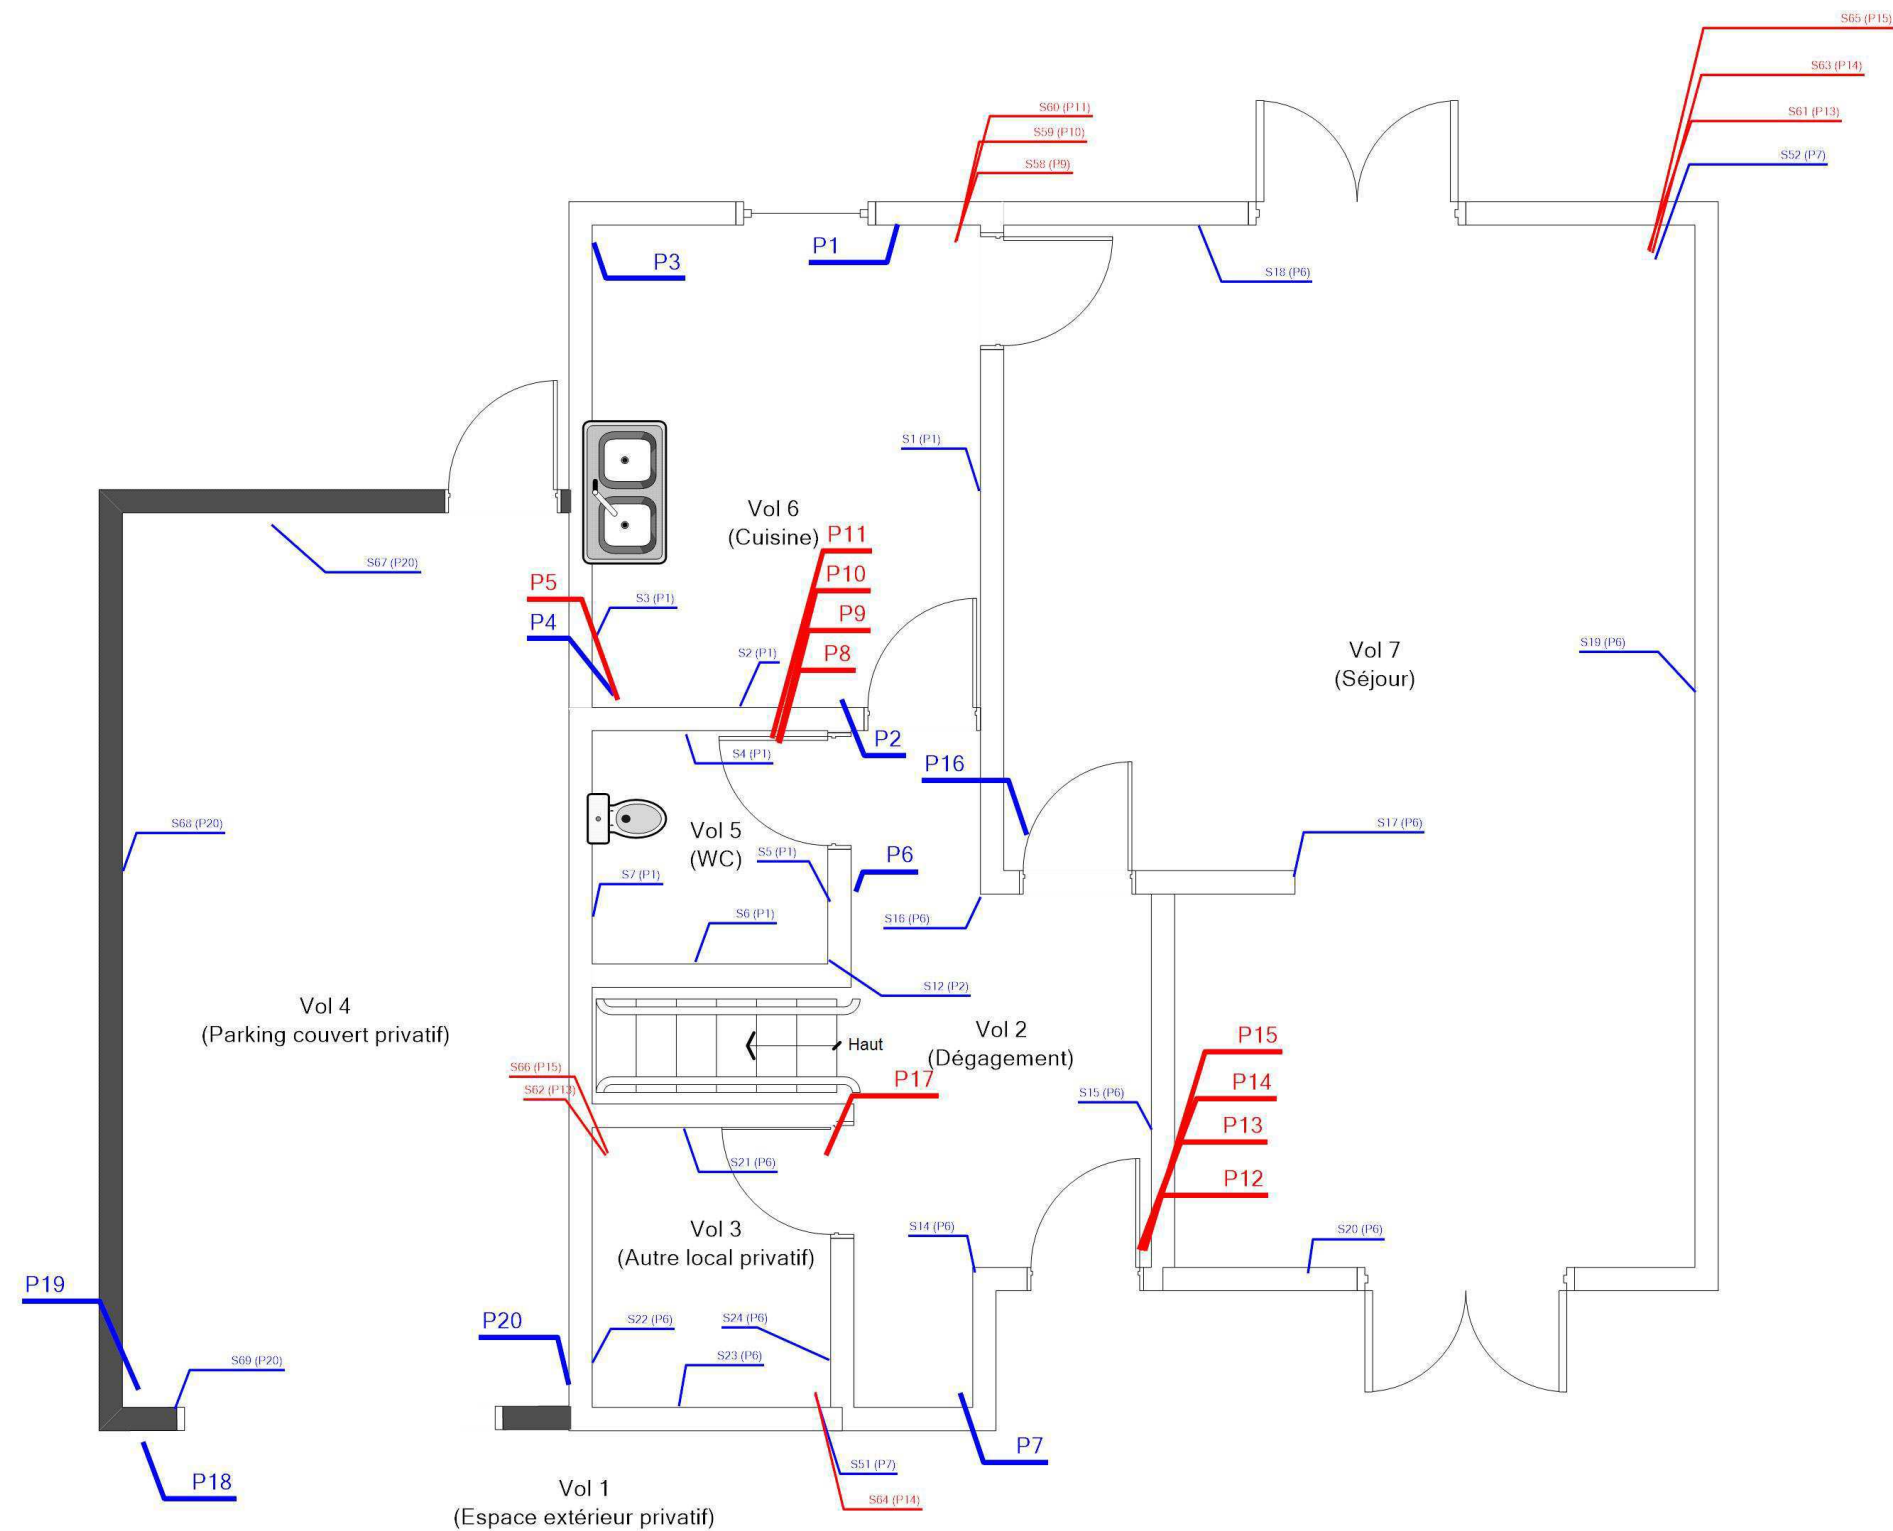 S65 (P15)
S63 (P14)
S60 (P11)
S61 (P13)
S59 (P10)
S52 (P7)
S58 (P9)
P1
P3
S18 (P6)
S1 (P1)
Vol 6
(Cuisine)
P11
S67 (P20)
P10
P5
S3 (P1)
P9
P4
S2 (P1)
P8
Vol 7
(Séjour)
S19 (P6)
P2
S4 (P1)
P16
S68 (P20)
Vol 5
(WC)
S5 (P1)
P6
S17 (P6)
S7 (P1)
S6 (P1)
S16 (P6)
S12 (P2)
Vol 4
(Parking couvert privatif)
Vol 2
(Dégagement)
Haut
P15
S66 (P15)
P17
P14
S62 (P13)
S15 (P6)
P13
S21 (P6)
P12
Vol 3
(Autre local privatif)
S14 (P6)
S20 (P6)
P19
P20
S22 (P6)
S24 (P6)
S69 (P20)
S23 (P6)
P7
S51 (P7)
P18
S64 (P14)
Vol 1
(Espace extérieur privatif)